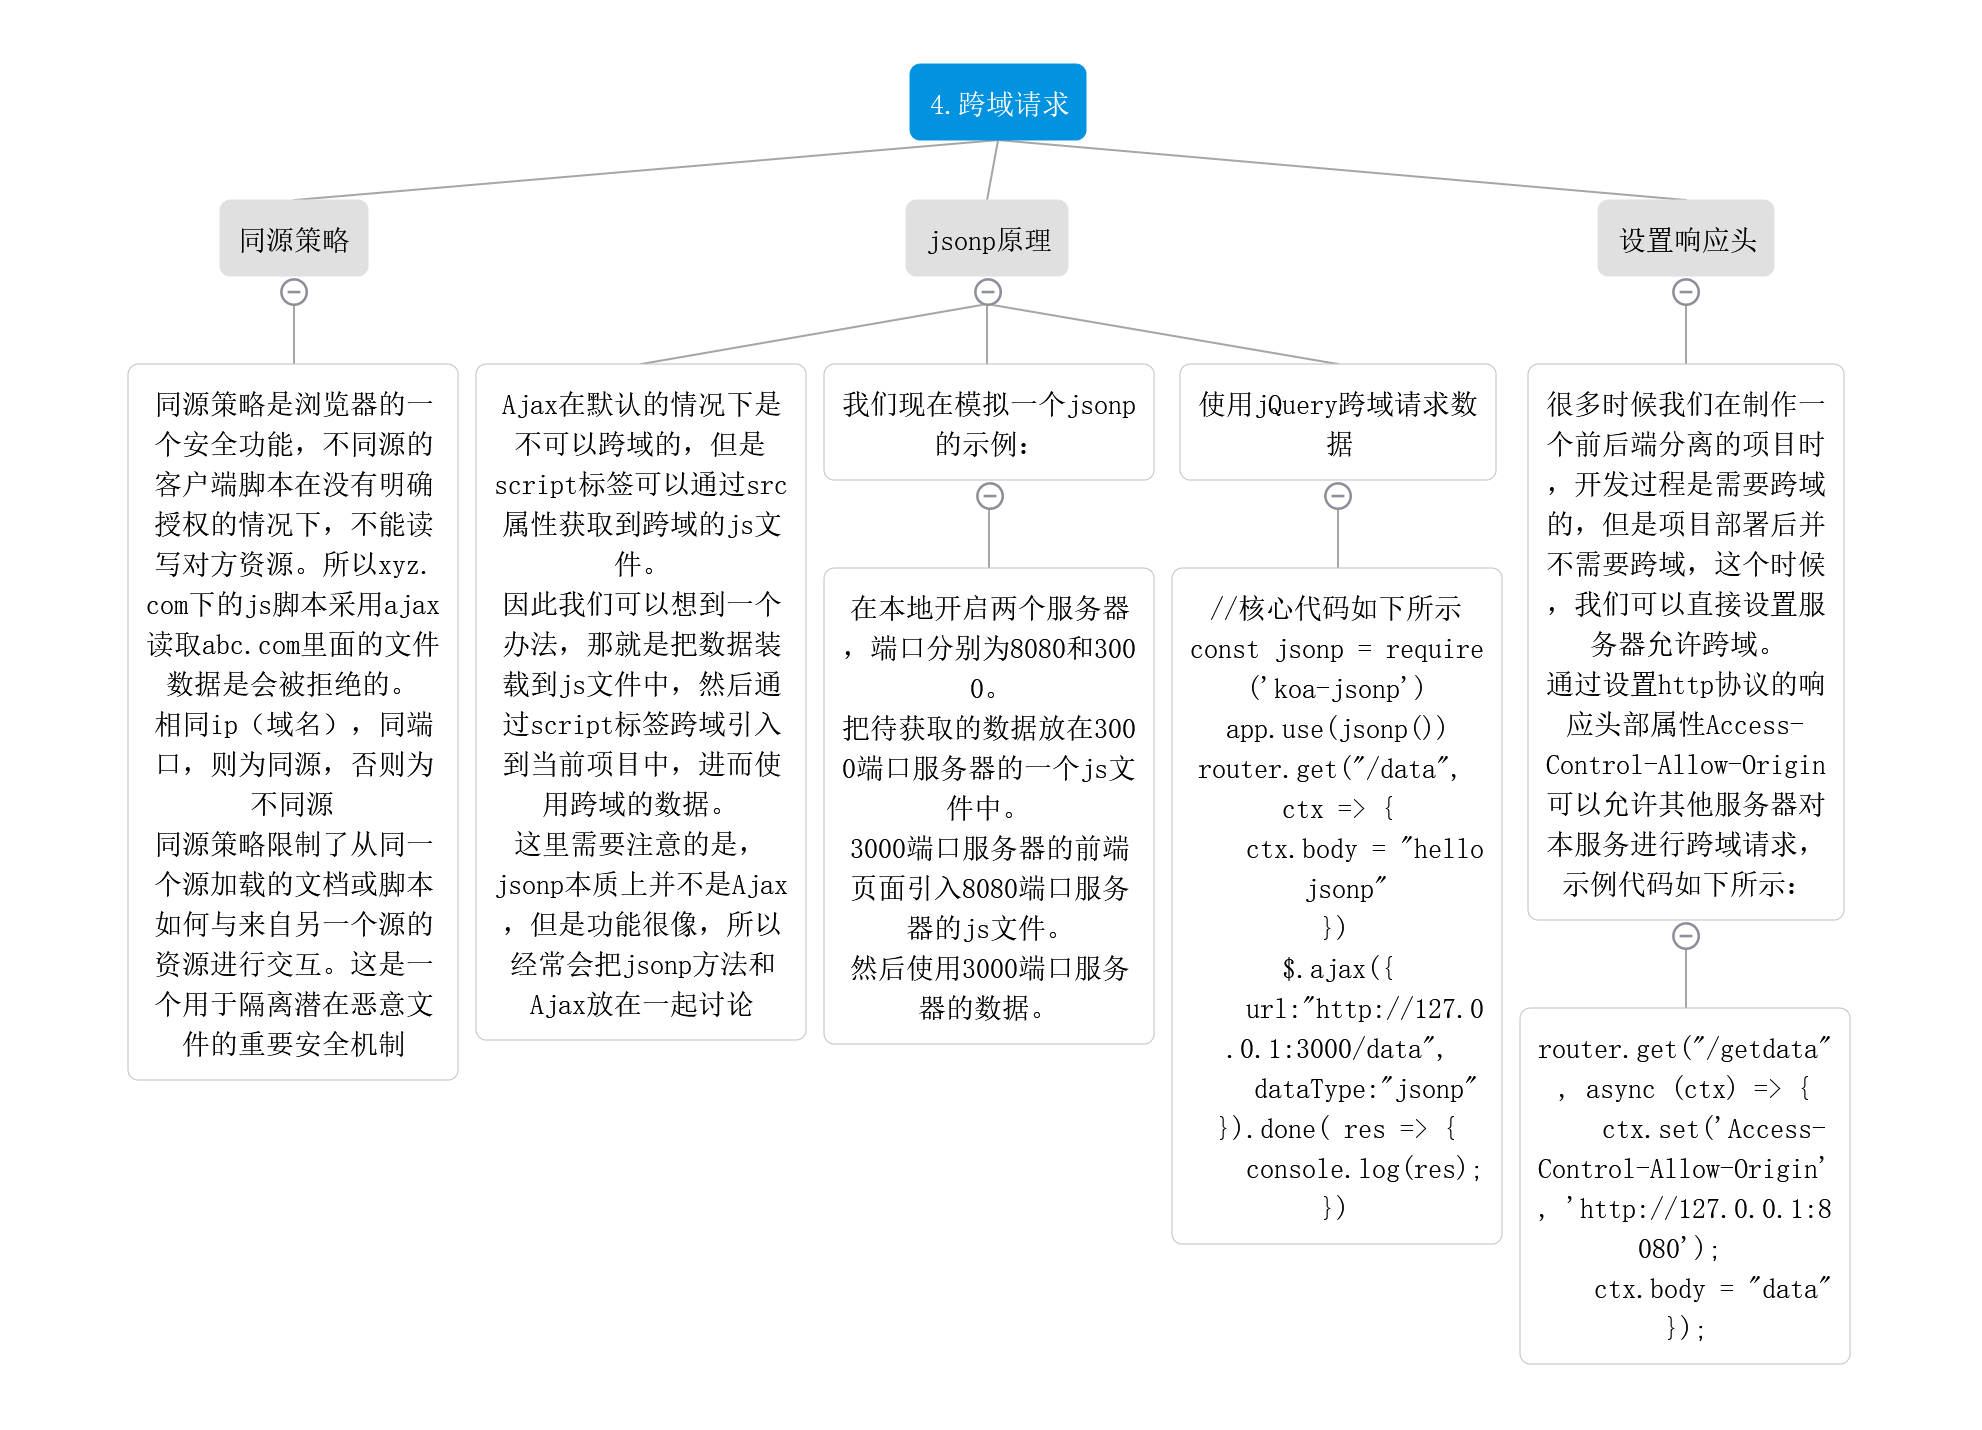 4.跨域请求
同源策略
jsonp原理
设置响应头
同源策略是浏览器的一
个安全功能，不同源的
客户端脚本在没有明确
授权的情况下，不能读
写对方资源。所以xyz.
com下的js脚本采用ajax
读取abc.com里面的文件
数据是会被拒绝的。
相同ip（域名），同端
口，则为同源，否则为
不同源
同源策略限制了从同一
个源加载的文档或脚本
如何与来自另一个源的
资源进行交互。这是一
个用于隔离潜在恶意文
件的重要安全机制
Ajax在默认的情况下是
不可以跨域的，但是
script标签可以通过src
属性获取到跨域的js文
件。
因此我们可以想到一个
办法，那就是把数据装
载到js文件中，然后通
过script标签跨域引入
到当前项目中，进而使
用跨域的数据。
这里需要注意的是，
jsonp本质上并不是Ajax
，但是功能很像，所以
经常会把jsonp方法和
Ajax放在一起讨论
我们现在模拟一个jsonp
的示例：
在本地开启两个服务器
，端口分别为8080和300
0。
把待获取的数据放在300
0端口服务器的一个js文
件中。
3000端口服务器的前端
页面引入8080端口服务
器的js文件。
然后使用3000端口服务
器的数据。
使用jQuery跨域请求数
据
//核心代码如下所示
const jsonp = require
('koa-jsonp')
app.use(jsonp())
router.get("/data",
ctx => {
ctx.body = "hello
jsonp"
})
$.ajax({
url:"http://127.0
.0.1:3000/data",
dataType:"jsonp"
}).done( res => {
console.log(res);
})
很多时候我们在制作一
个前后端分离的项目时
，开发过程是需要跨域
的，但是项目部署后并
不需要跨域，这个时候
，我们可以直接设置服
务器允许跨域。
通过设置http协议的响
应头部属性Access-
Control-Allow-Origin
可以允许其他服务器对
本服务进行跨域请求，
示例代码如下所示：
router.get("/getdata"
, async (ctx) => {
ctx.set('Access-
Control-Allow-Origin'
, 'http://127.0.0.1:8
080');
ctx.body = "data"
});